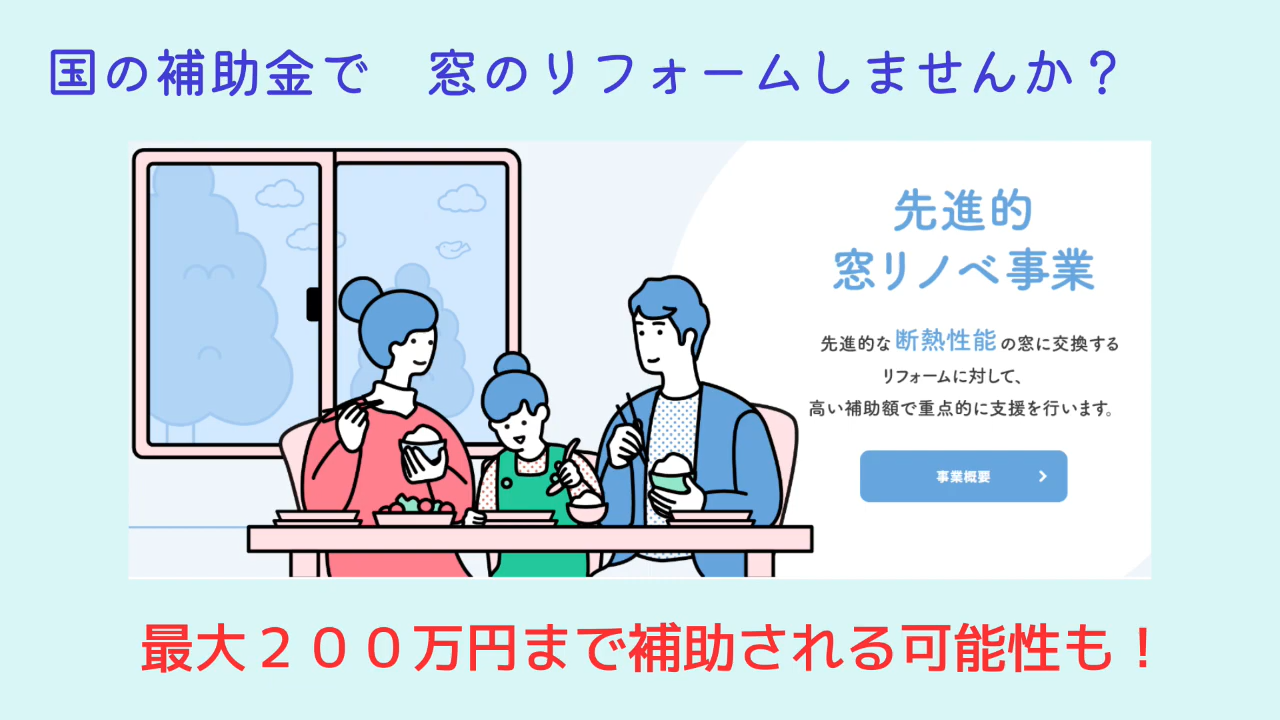 国の補助金で　窓のリフォームしませんか？
先進的
窓リノベ事業
先進的な断熱性能の窓に交換する
リフォームに対して、
高い補助額で重点的に支援を行います。
事業概要
最大２００万円まで補助される可能性も！